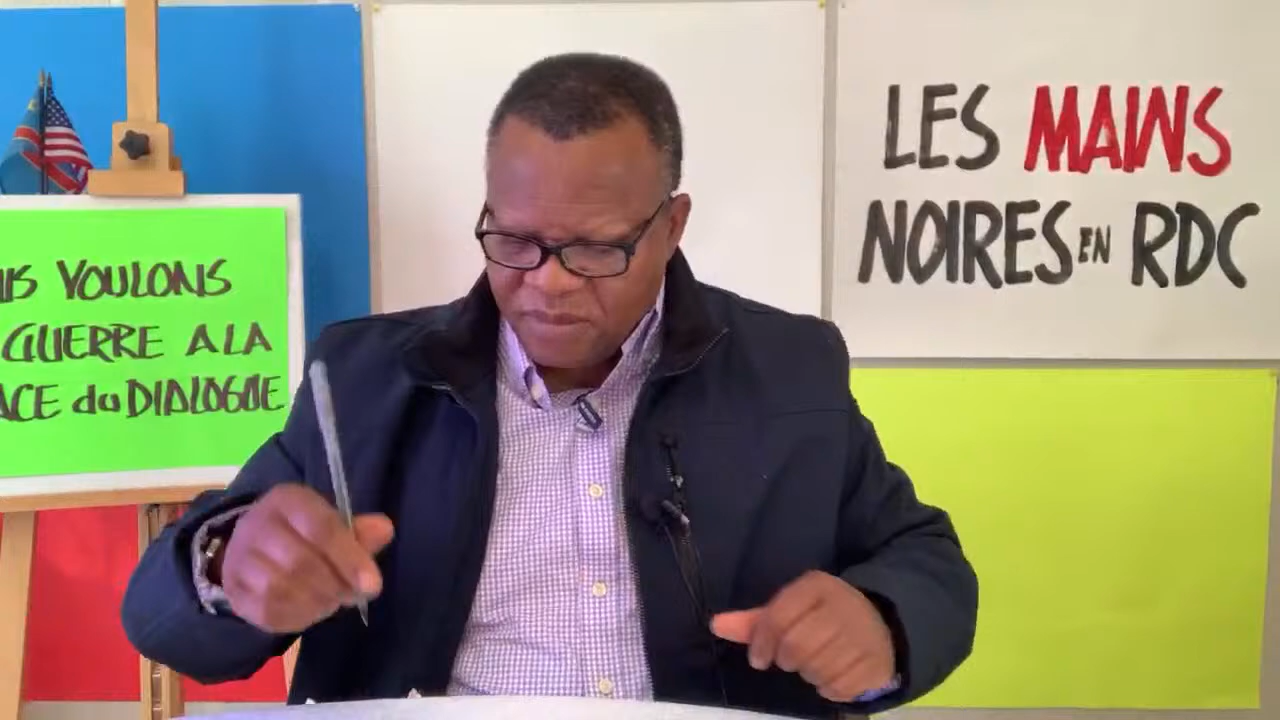 VOULONS
GUERRE A LA
du DIALOGUE
LES MAINS
NOIRES EN RDC